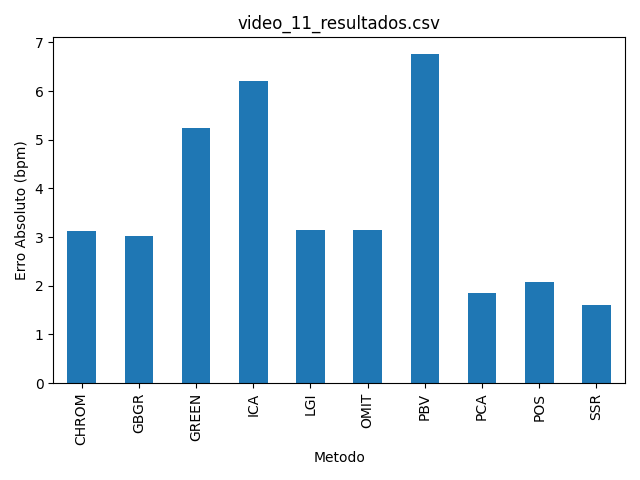 video_11_resultados.csv
7
6
5
4
3
2
1
0
Erro Absoluto (bpm)
CHROM
GBGR
GREEN
ICA
LGI
OMIT
PBV
PCA
POS
SSR
Metodo